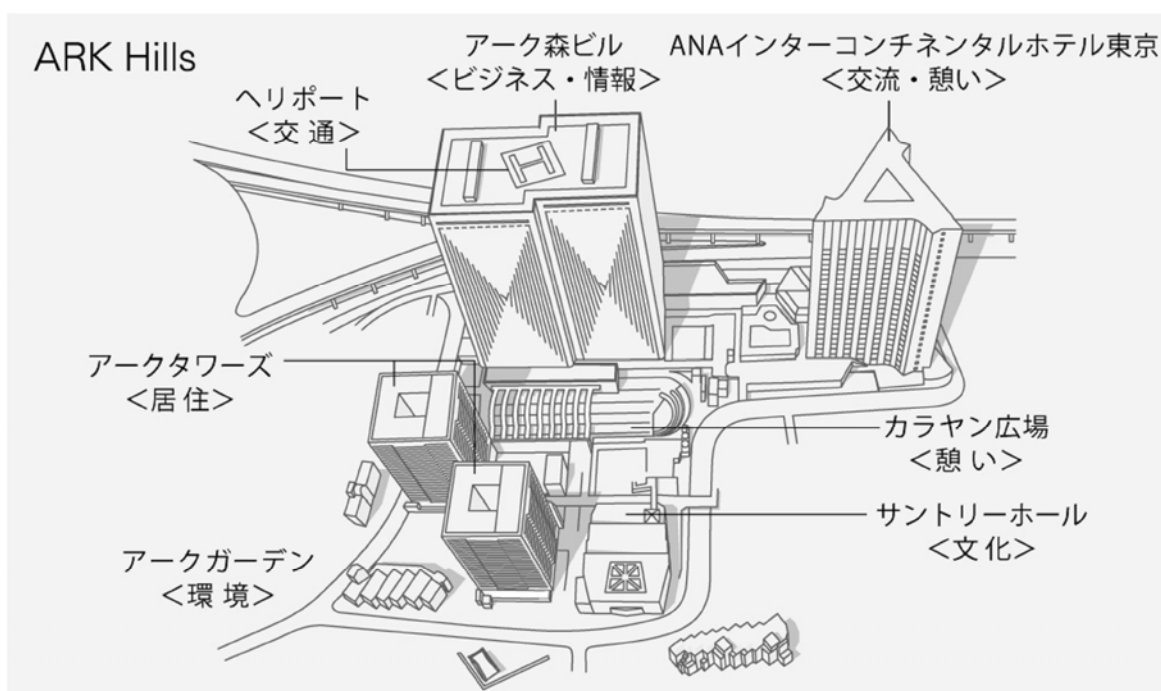 ARK Hills
アーク森ビル
＜ビジネス・情報＞
ANAインターコンチネンタルホテル東京
＜交流・憩い＞
ヘリポート
＜交 通＞
H
アークタワーズ
＜居 住＞
カラヤン広場
＜憩 い＞
サントリーホール
＜文 化＞
アークガーデン
＜環 境＞